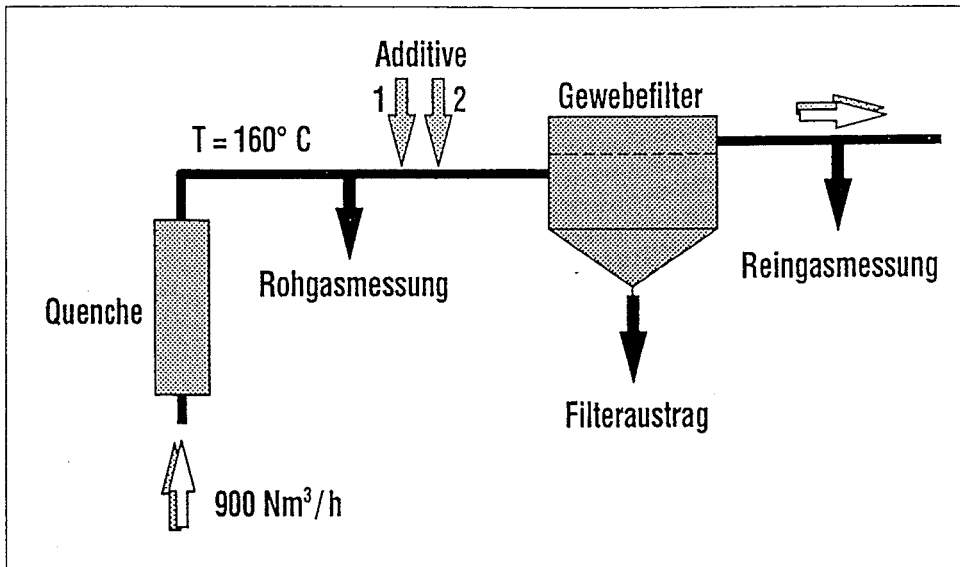 Additive
1 2
Gewebefilter
T = 160° C
Rohgasmessung
Reingasmessung
Quenche
Filteraustrag
900 Nm³/h